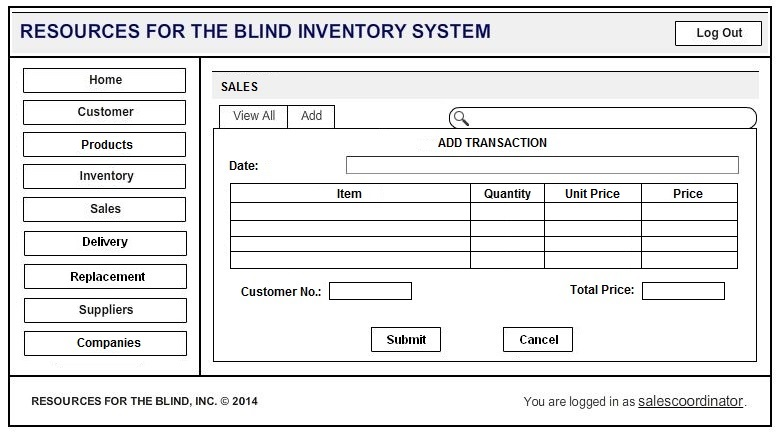 RESOURCES FOR THE BLIND INVENTORY SYSTEM
Log Out
Home
Customer
Products
Inventory
Sales
Delivery
Replacement
Suppliers
Companies
SALES
View All Add
ADD TRANSACTION
Date:
Item Quantity Unit Price Price
Customer No.: Total Price:
Submit Cancel
RESOURCES FOR THE BLIND, INC. © 2014
You are logged in as salescoordinator.